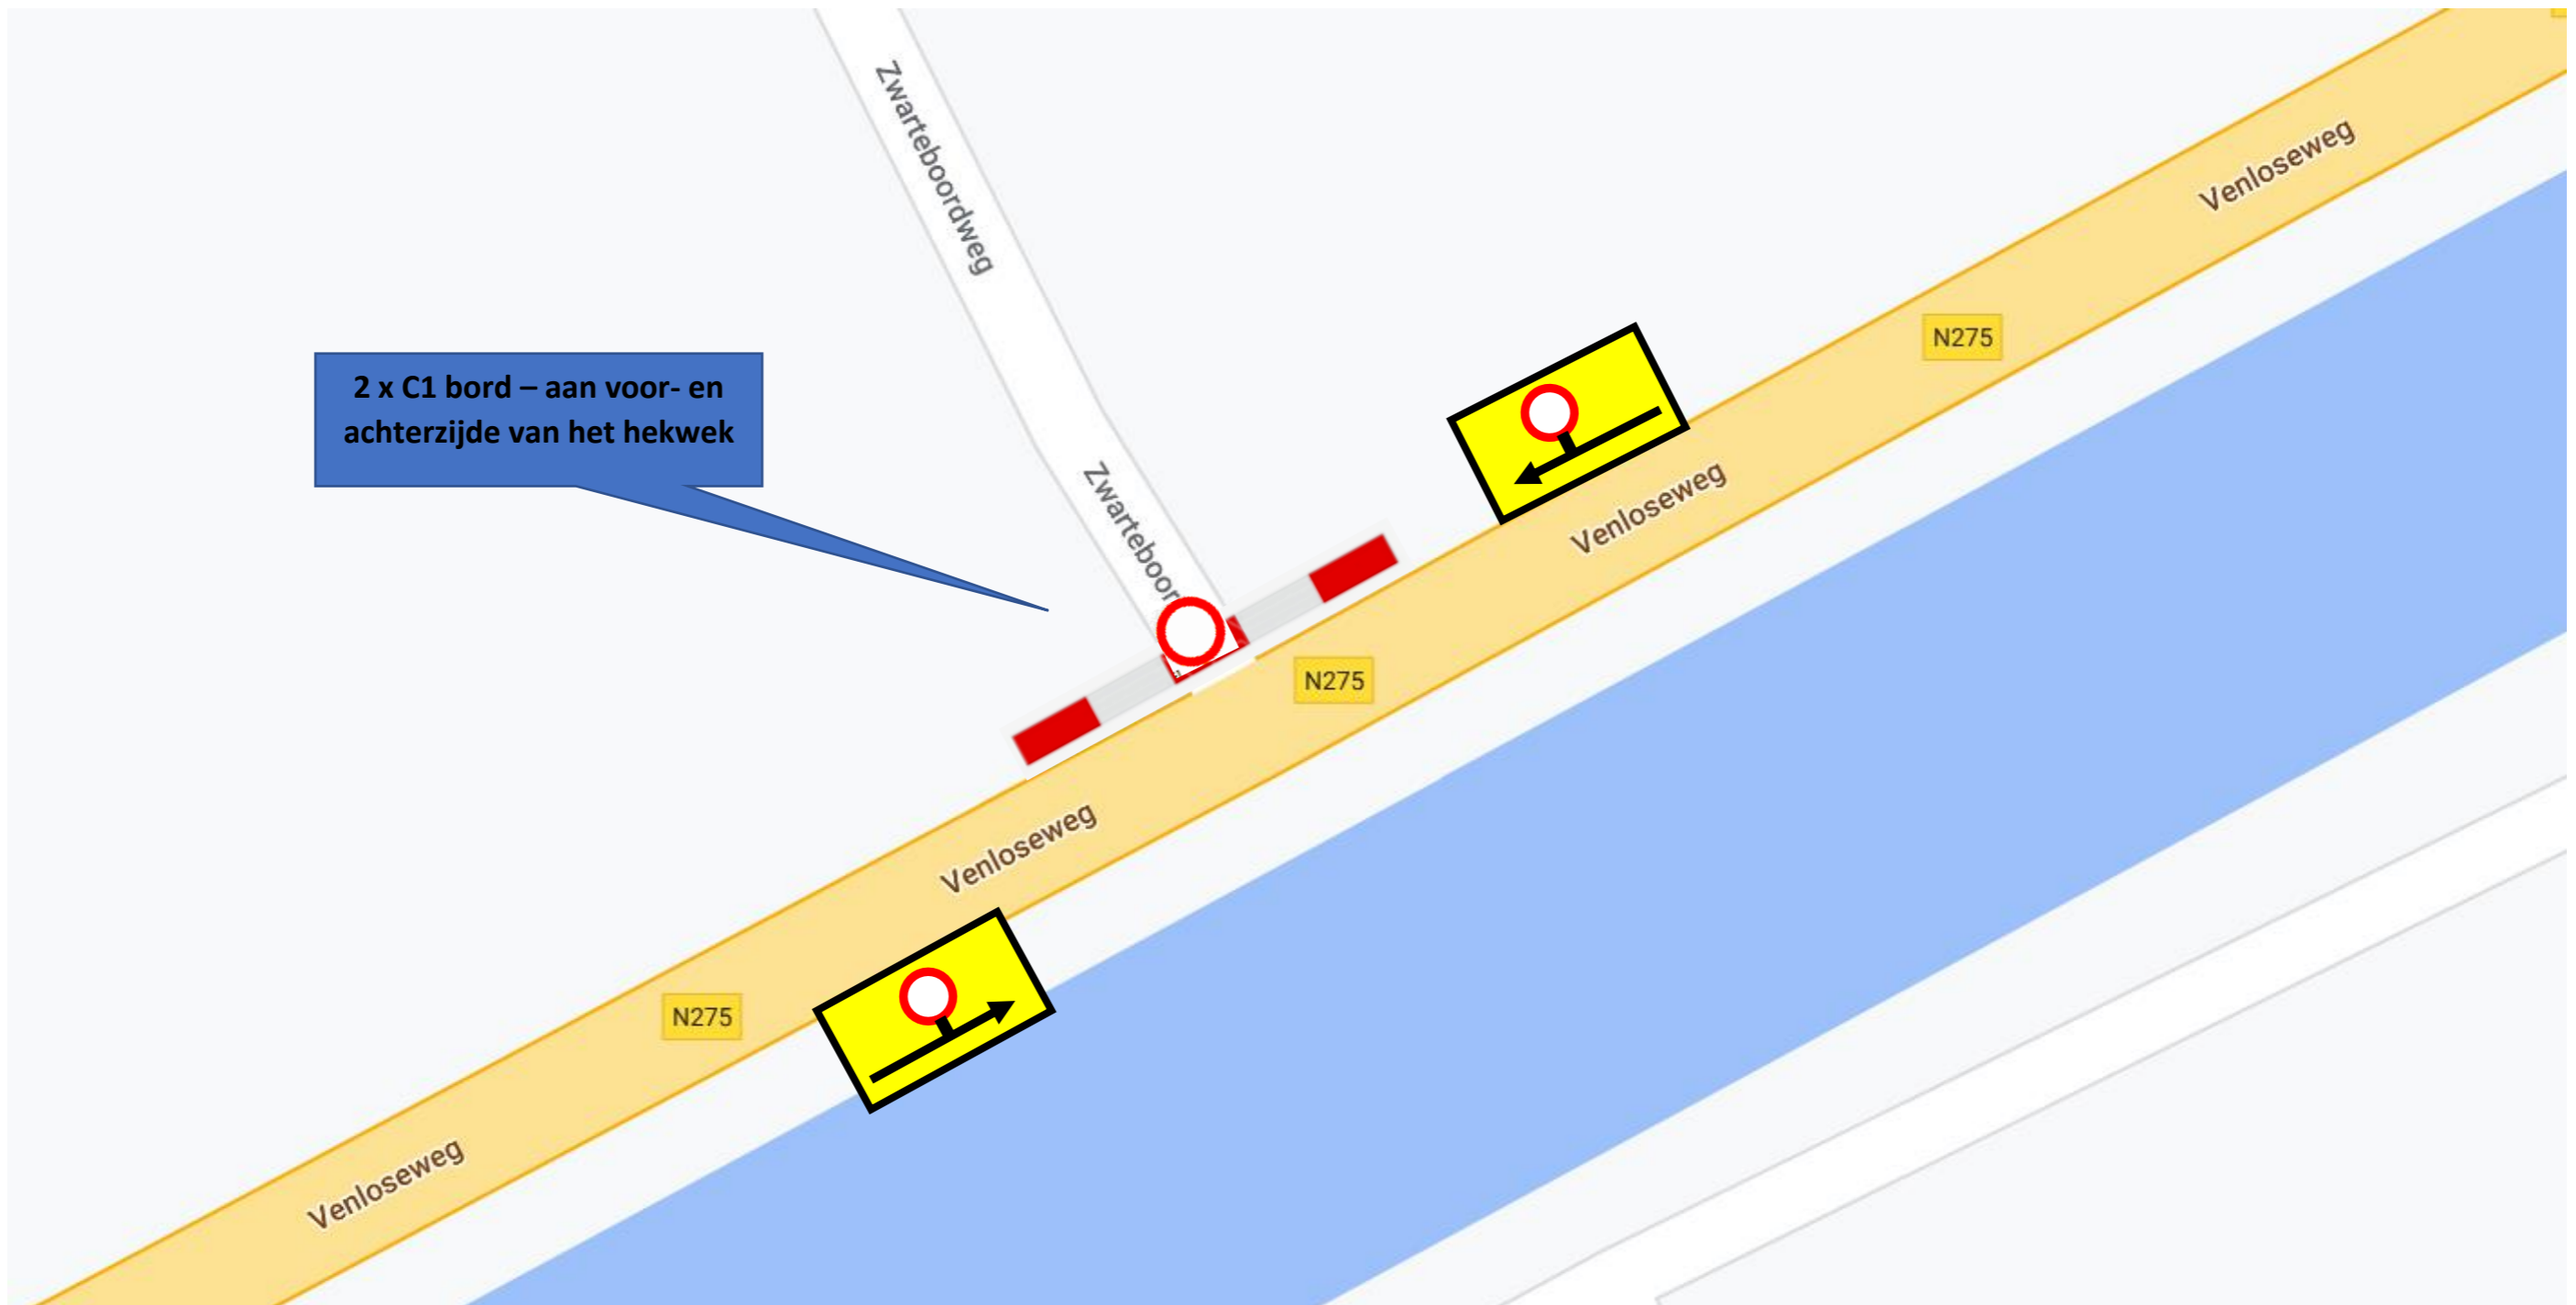 Zwarteboordweg
Venloseweg
N275
2 x C1 bord – aan voor- en
achterzijde van het hekwek
Zwarteboor
Venloseweg
N275
Venloseweg
N275
Venloseweg